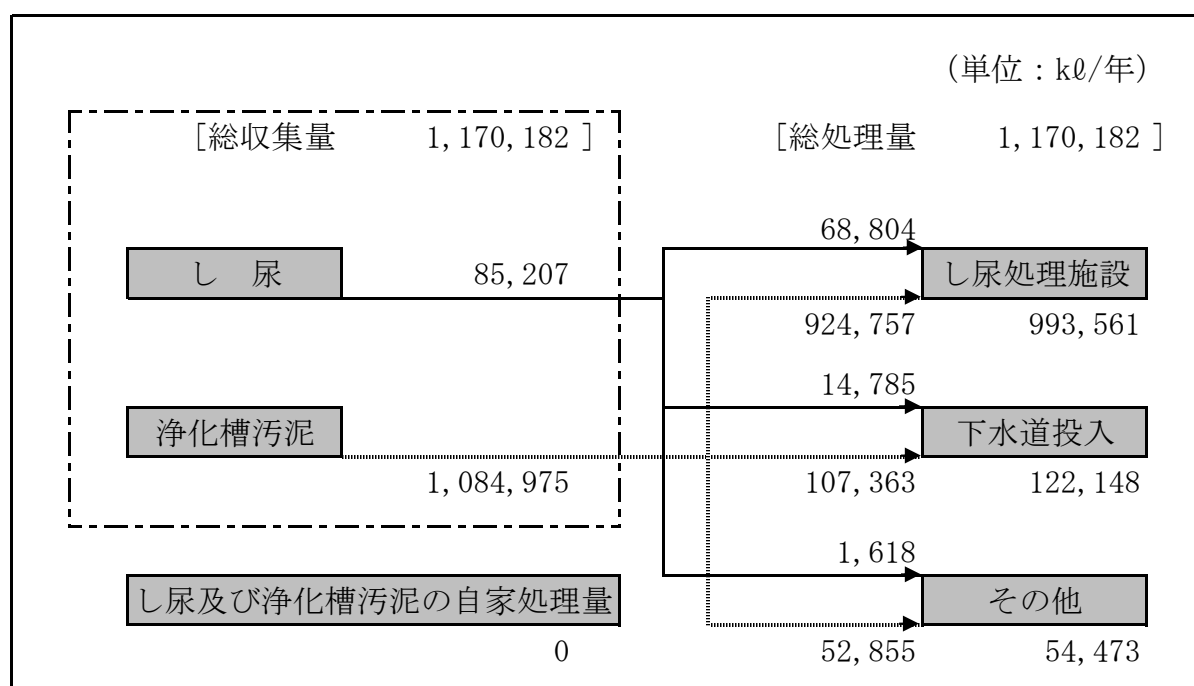 (単位：kℓ/年)
[総収集量 1,170,182 ] [総処理量 1,170,182 ]
68,804
し 尿 85,207 し尿処理施設
924,757 993,561
14,785
浄化槽汚泥 下水道投入
1,084,975 107,363 122,148
1,618
し尿及び浄化槽汚泥の自家処理量 その他
0 52,855 54,473